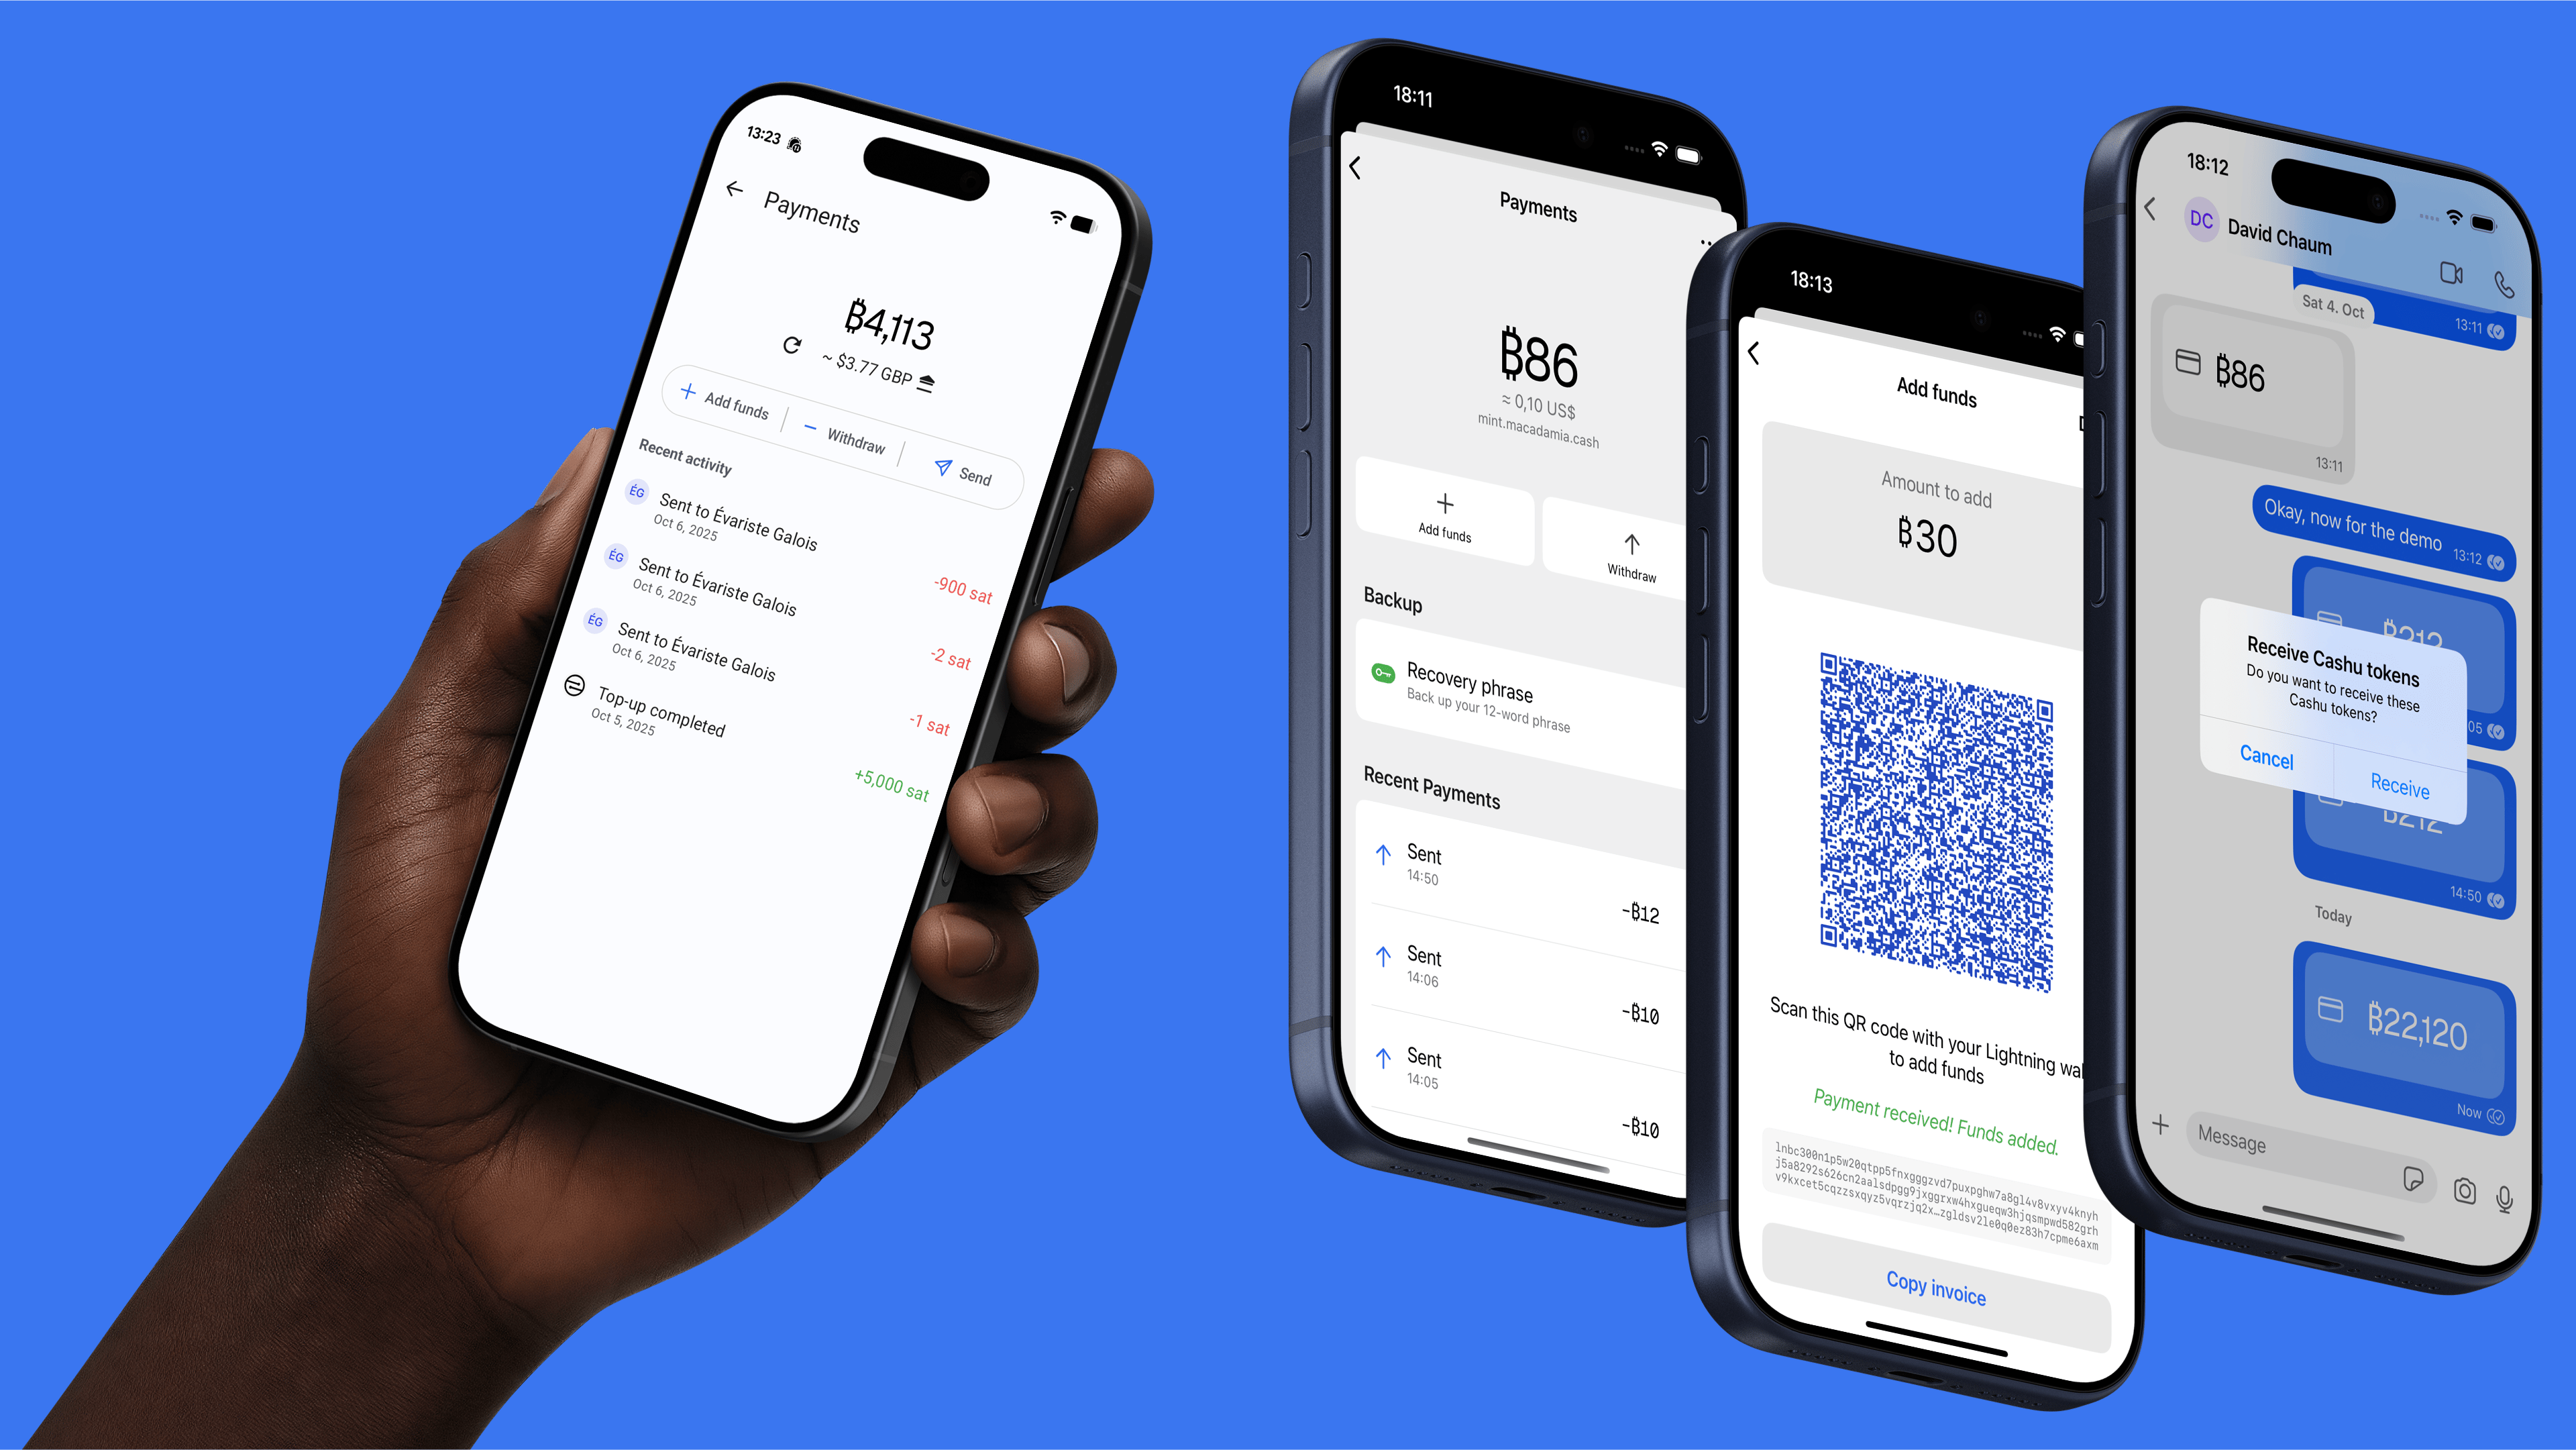 13:23
Payments
₿4,113
~ $3.77 GBP
Add funds
Withdraw
Send
Recent activity
ÉG
Sent to Évariste Galois
Oct 6, 2025
-900 sat
ÉG
Sent to Évariste Galois
Oct 6, 2025
-2 sat
ÉG
Sent to Évariste Galois
Oct 6, 2025
-1 sat
Top-up completed
Oct 5, 2025
+5,000 sat
18:11
Payments
₿86
≈ 0,10 US$
mint.macadamia.cash
Add funds
Withdraw
Backup
Recovery phrase
Back up your 12-word phrase
Recent Payments
Sent
14:50
-₿12
Sent
14:06
-₿10
Sent
14:05
-₿10
18:13
Add funds
Amount to add
₿30
Scan this QR code with your Lightning
to add funds
Payment received! Funds added.
lnbc300n1p5w20qtpp5fnxgggzvd7puxpghw7a8gl4v8vxyv4knyh
j5a8292s626cn2aalsdpgg9jxggrxw4hxgueqw3hjqsmpwd582grh
v9kxcet5cqzzsxqyz5vqrzjq2x…zgldsv2le0q0ez83h7cpme6axm
Copy invoice
18:12
DC
David Chaum
13:11
Sat 4. Oct
₿86
13:11
Okay, now for the demo
13:12
₿212
Receive Cashu tokens
Do you want to receive these
Cashu tokens?
Cancel
Receive
₿212
14:50
Today
₿22,120
Now
Message